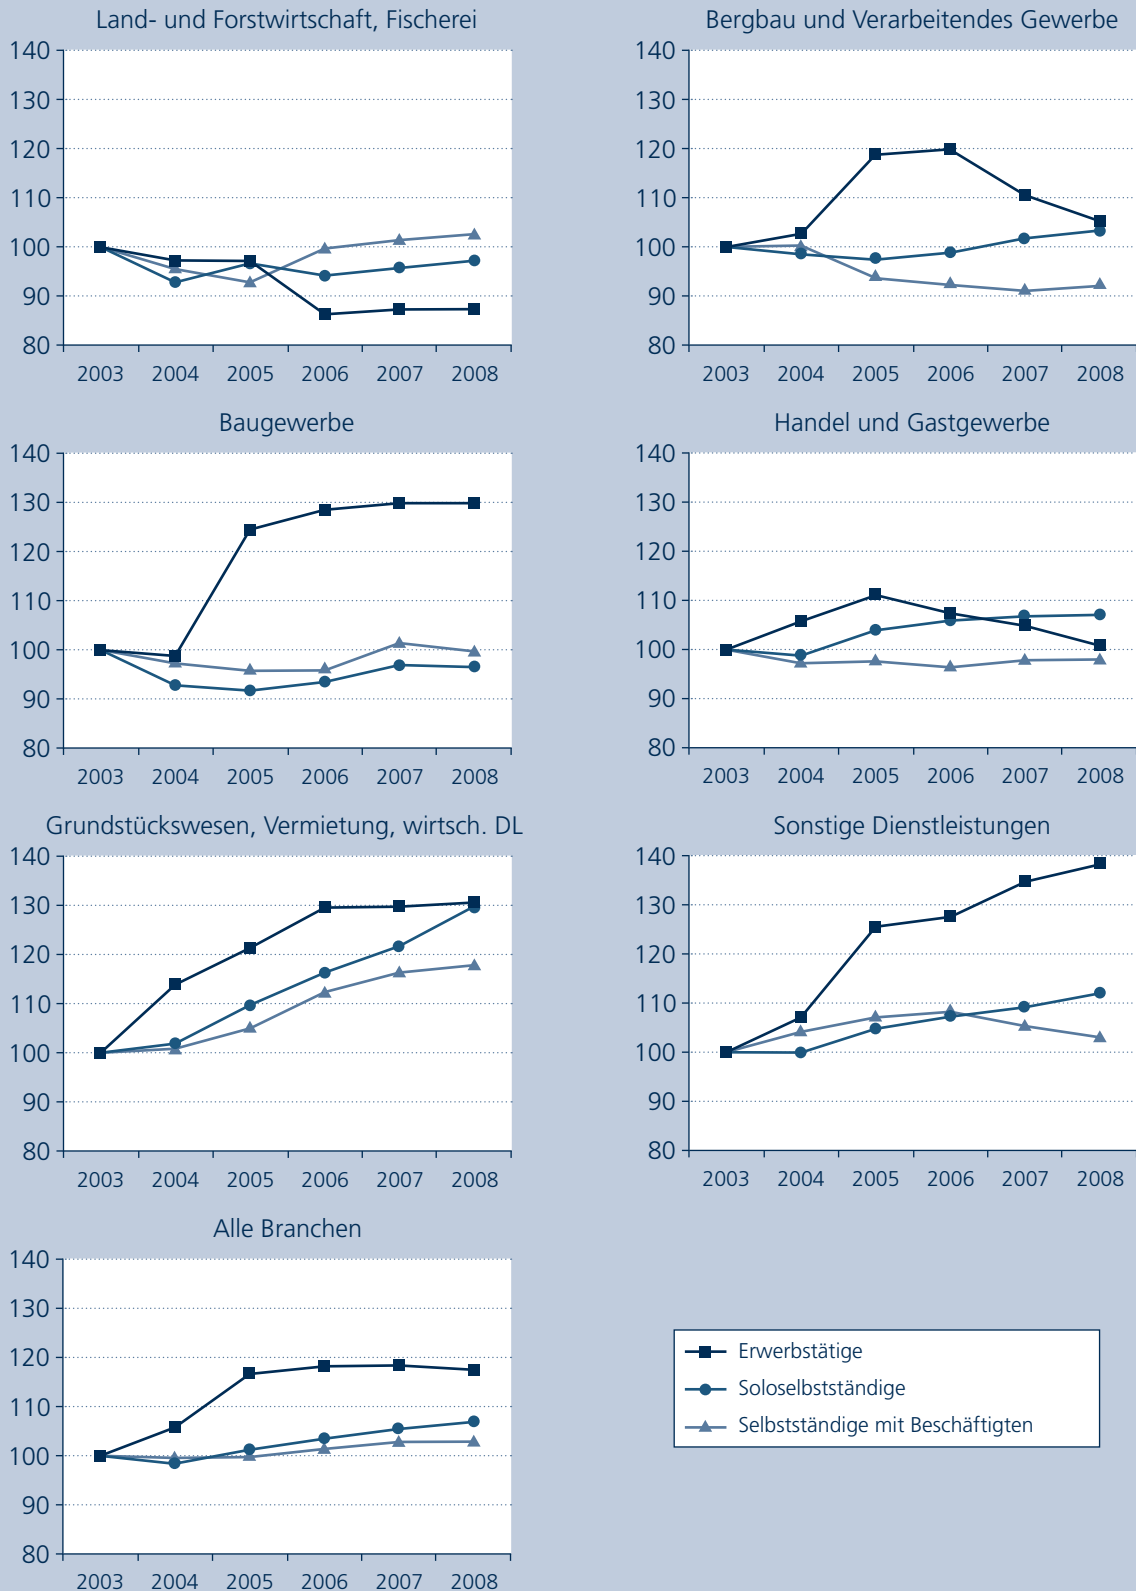 Land- und Forstwirtschaft, Fischerei
140
130
120
110
100
90
80
2003 2004 2005 2006 2007 2008
Bergbau und Verarbeitendes Gewerbe
140
130
120
110
100
90
80
2003 2004 2005 2006 2007 2008
Baugewerbe
140
130
120
110
100
90
80
2003 2004 2005 2006 2007 2008
Handel und Gastgewerbe
140
130
120
110
100
90
80
2003 2004 2005 2006 2007 2008
Grundstückswesen, Vermietung, wirtsch. DL
140
130
120
110
100
90
80
2003 2004 2005 2006 2007 2008
Sonstige Dienstleistungen
140
130
120
110
100
90
80
2003 2004 2005 2006 2007 2008
Alle Branchen
140
130
120
110
100
90
80
2003 2004 2005 2006 2007 2008
Erwerbstätige
Soloselbstständige
Selbstständige mit Beschäftigten